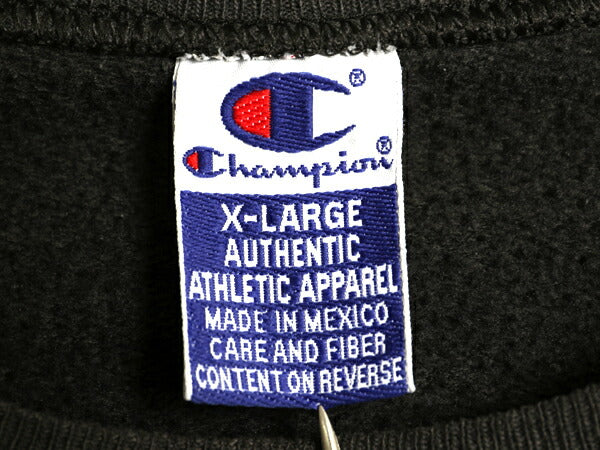 ®
Champion®
X-LARGE
AUTHENTIC
ATHLETIC APPAREL
MADE IN MEXICO
CARE AND FIBER
CONTENT ON REVERSE